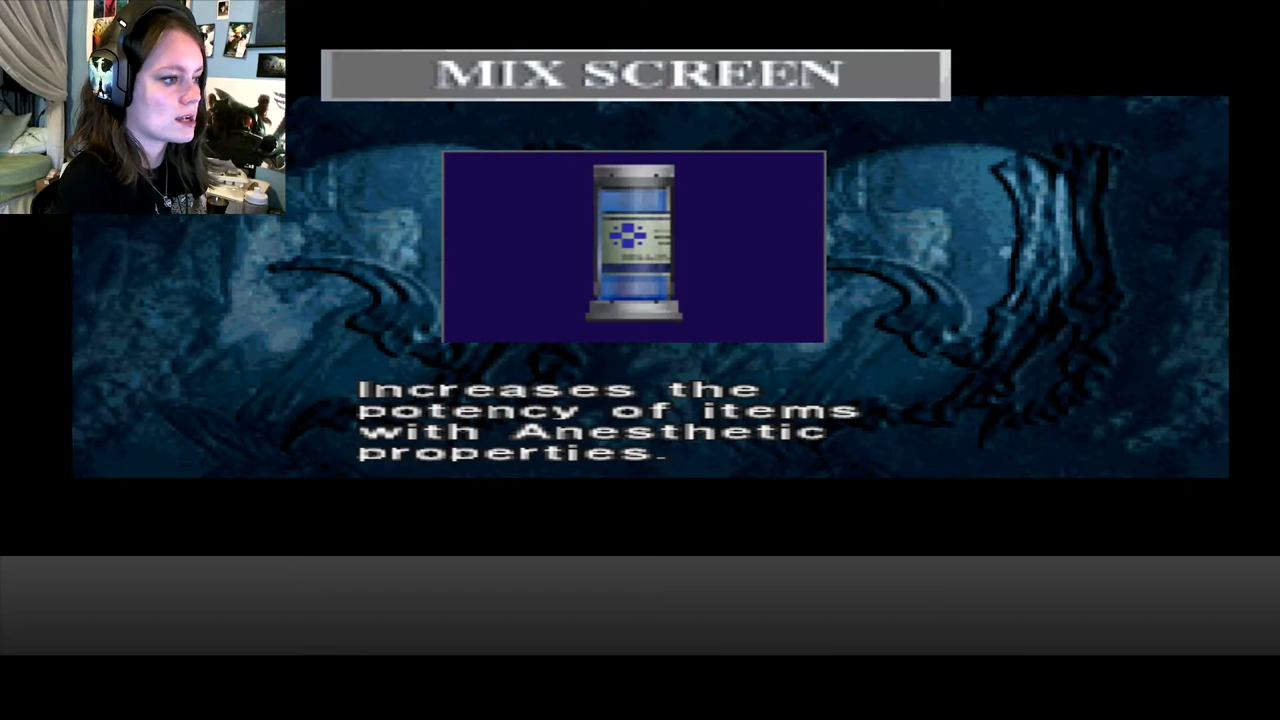 MIX SCREEN
Increases the
potency of items
with Anesthetic
properties.